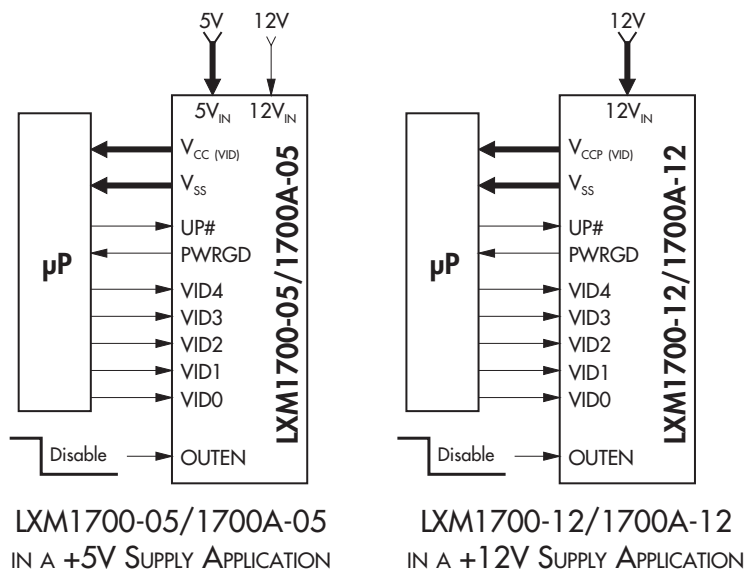 5V 12V
5VIN 12VIN
VCC (VID)
VSS
UP#
PWRGD
VID4
VID3
VID2
VID1
VID0
OUTEN
µP
LXM1700-05/1700A-05
Disable
LXM1700-05/1700A-05
IN A +5V SUPPLY APPLICATION
12V
12VIN
VCCP (VID)
VSS
UP#
PWRGD
VID4
VID3
VID2
VID1
VID0
OUTEN
µP
LXM1700-12/1700A-12
Disable
LXM1700-12/1700A-12
IN A +12V SUPPLY APPLICATION